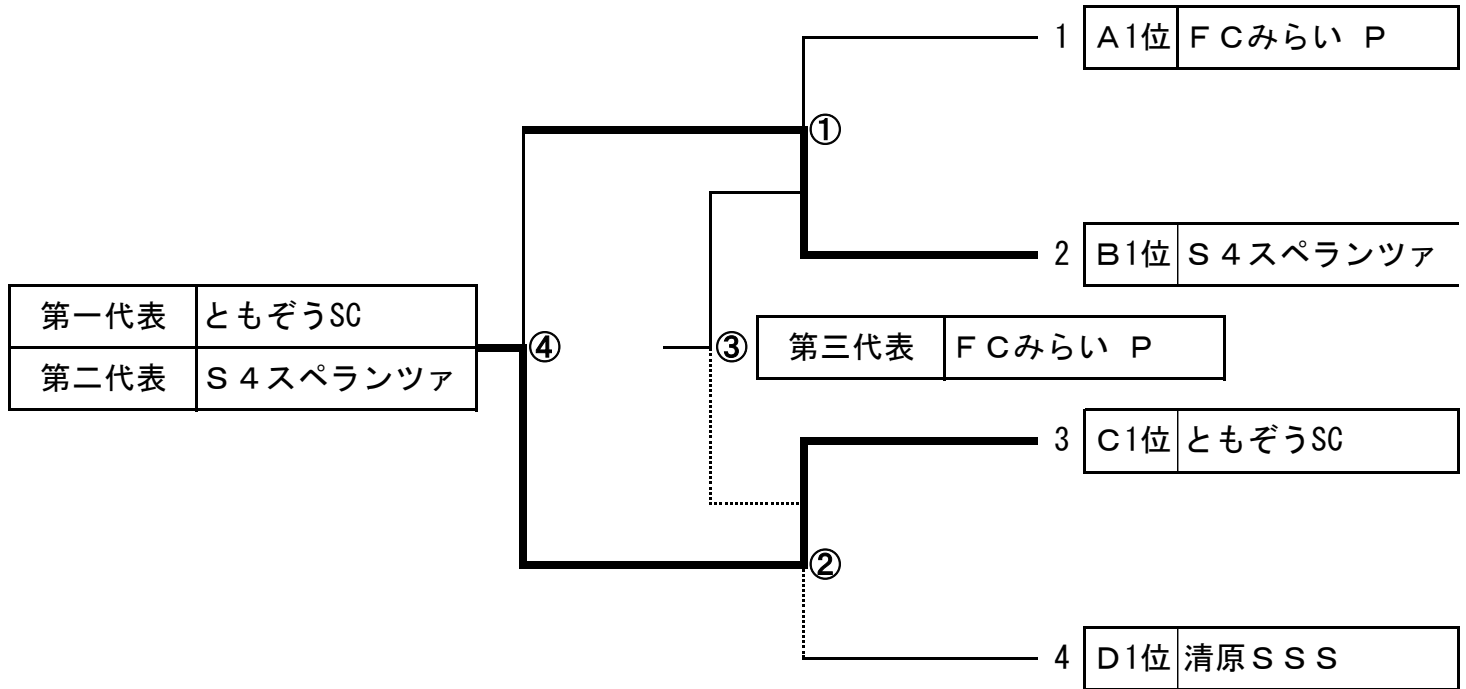 1 A1位 ＦＣみらい Ｐ
①
2 B1位 Ｓ４スペランツァ
第一代表 ともぞうSC
第二代表 Ｓ４スペランツァ
④
③ 第三代表 ＦＣみらい Ｐ
3 C1位 ともぞうSC
②
4 D1位 清原ＳＳＳ